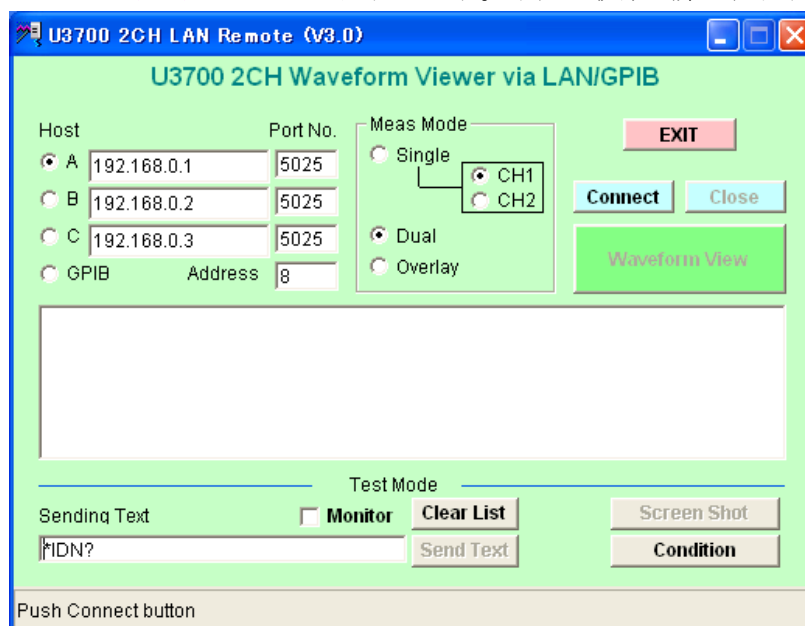 U3700 2CH LAN Remote (V3.0)
U3700 2CH Waveform Viewer via LAN/GPIB
Host Port No. Meas Mode EXIT
A 192.168.0.1 5025 Single CH1
B 192.168.0.2 5025 CH2 Connect Close
C 192.168.0.3 5025 Dual Waveform View
GPIB Address 8 Overlay
Test Mode
Sending Text Monitor Clear List Screen Shot
*IDN? Send Text Condition
Push Connect button